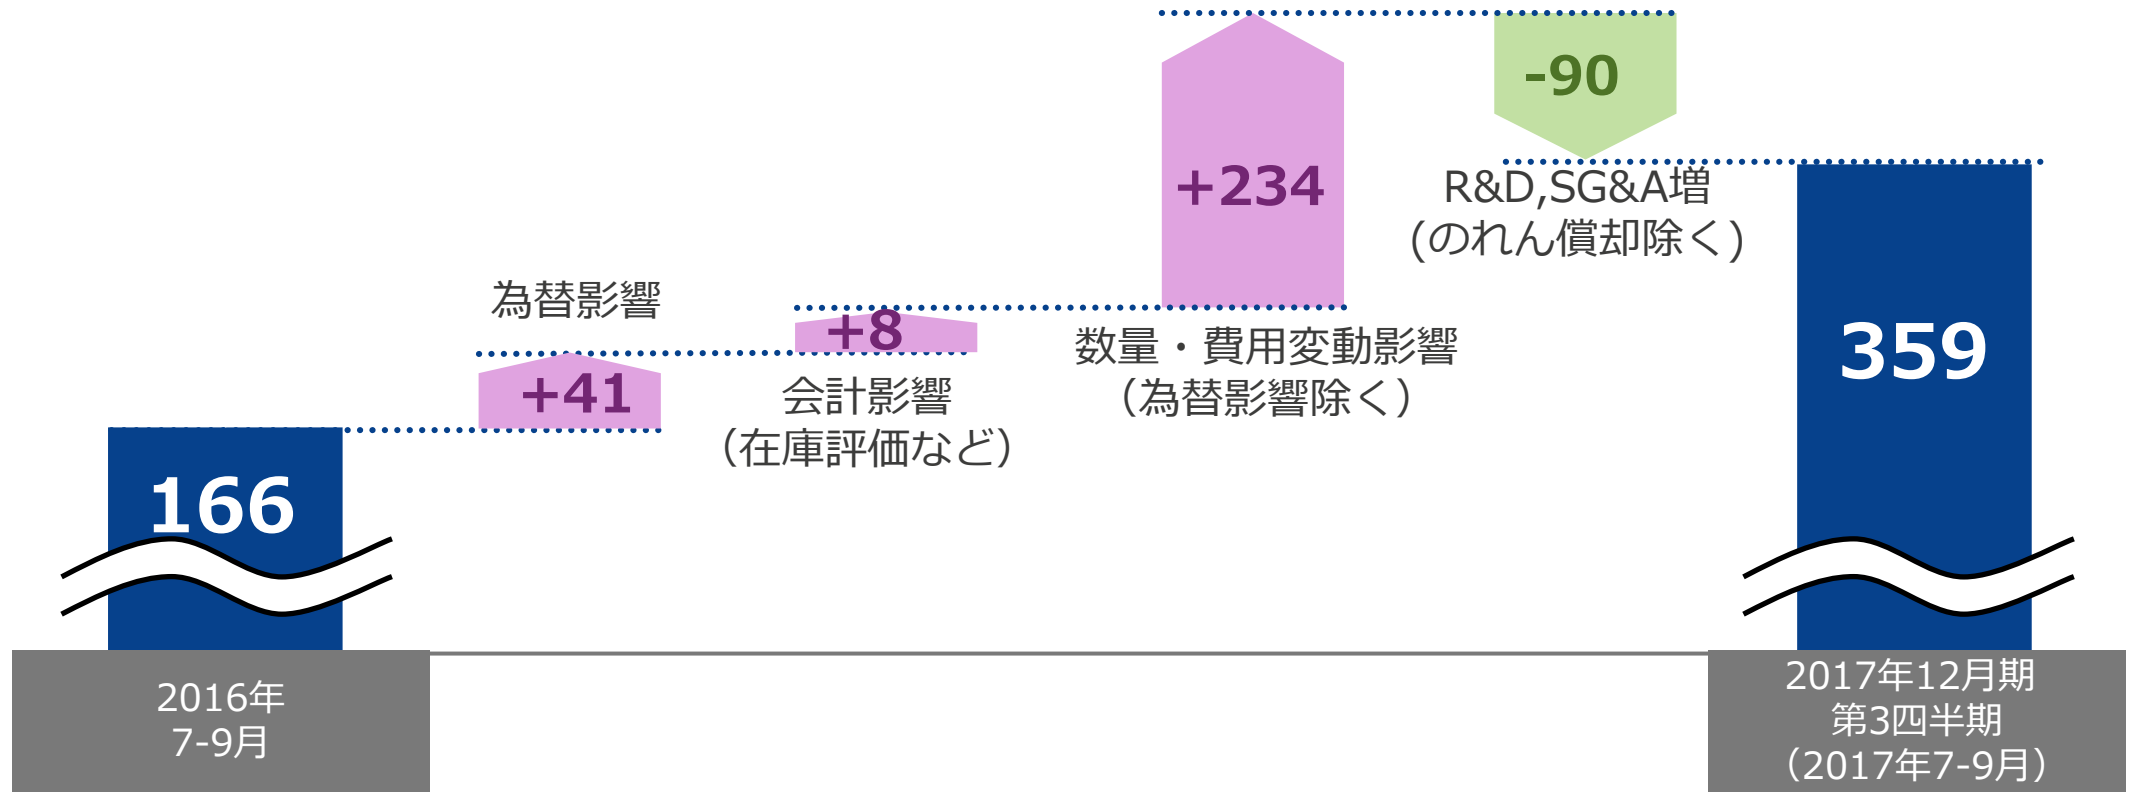 166
2016年
7-9月
為替影響
+41
+8
会計影響
（在庫評価など）
+234
数量・費用変動影響
（為替影響除く）
-90
R&D,SG&A増
(のれん償却除く)
359
2017年12月期
第3四半期
（2017年7-9月）